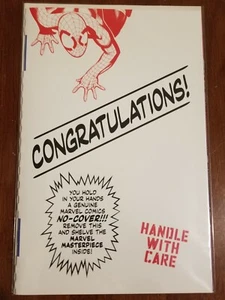 CONGRATULATIONS!
YOU HOLD
IN YOUR HANDS
A GENUINE
MARVEL COMICS
NO-COVER!!!
REMOVE THIS
AND SHELVE THE
MARVEL
MASTERPIECE
INSIDE!
HANDLE
WITH
CARE